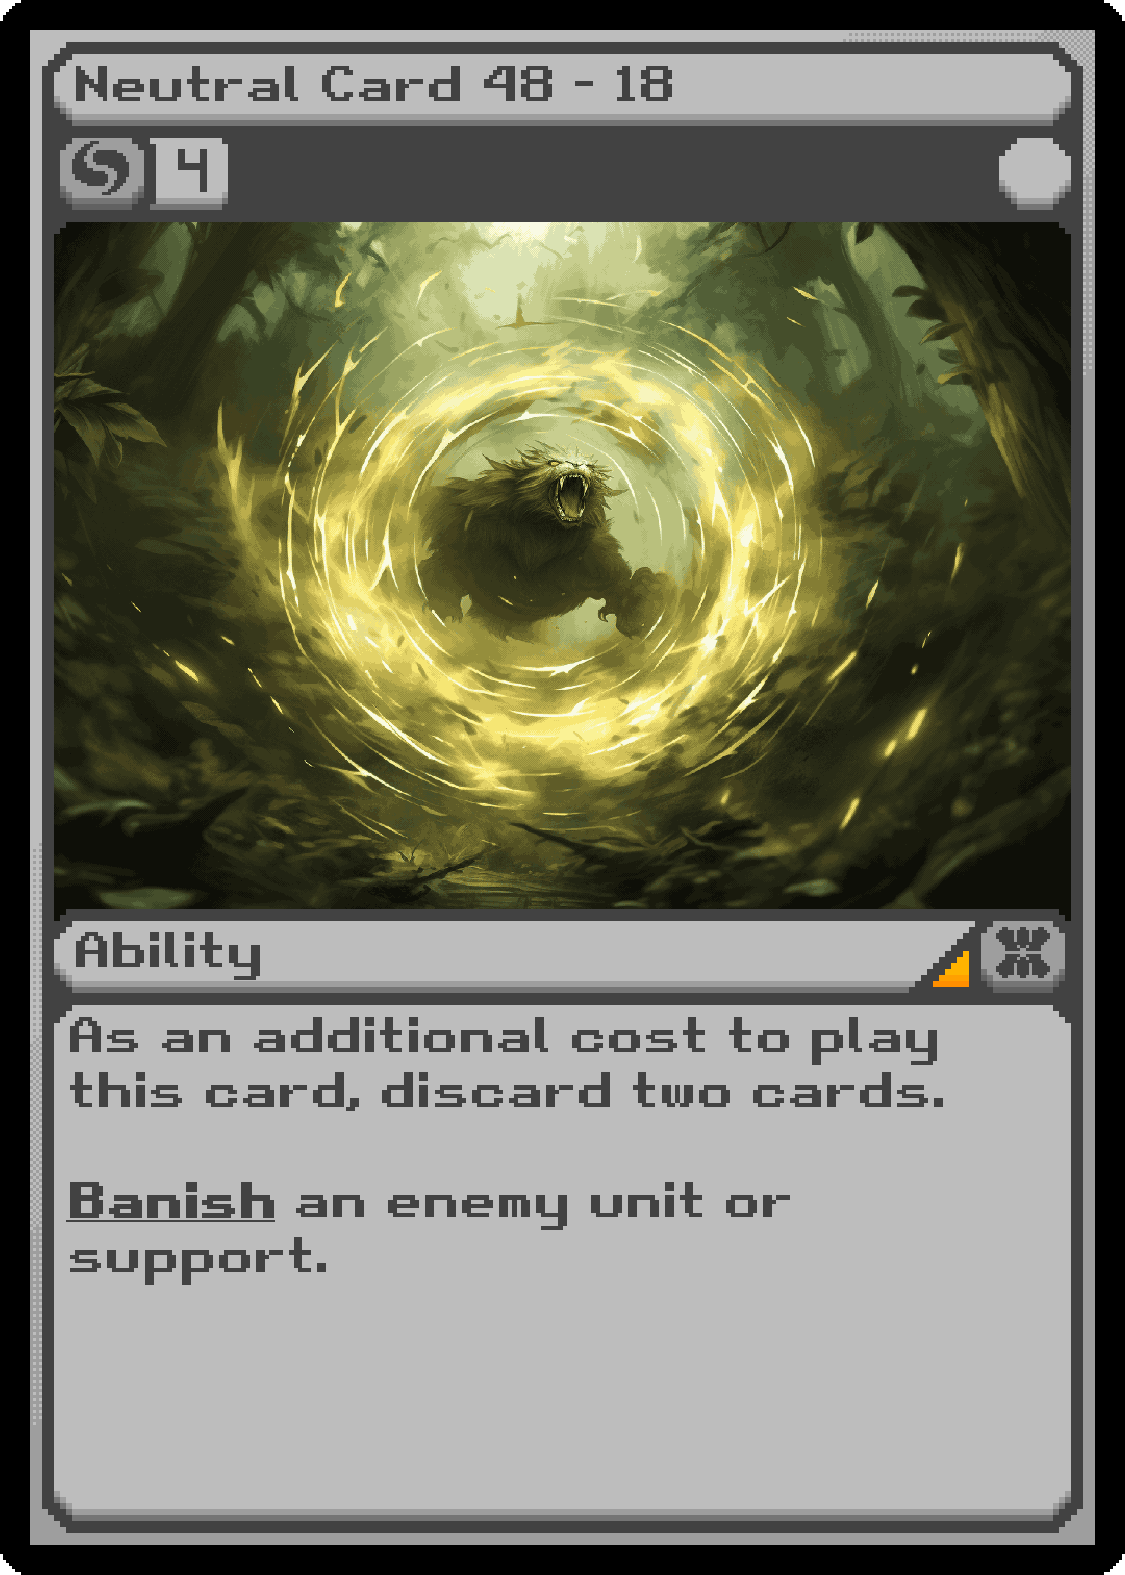 Neutral Card 48 - 18
4
Ability
As an additional cost to play
this card, discard two cards.
Banish an enemy unit or
support.